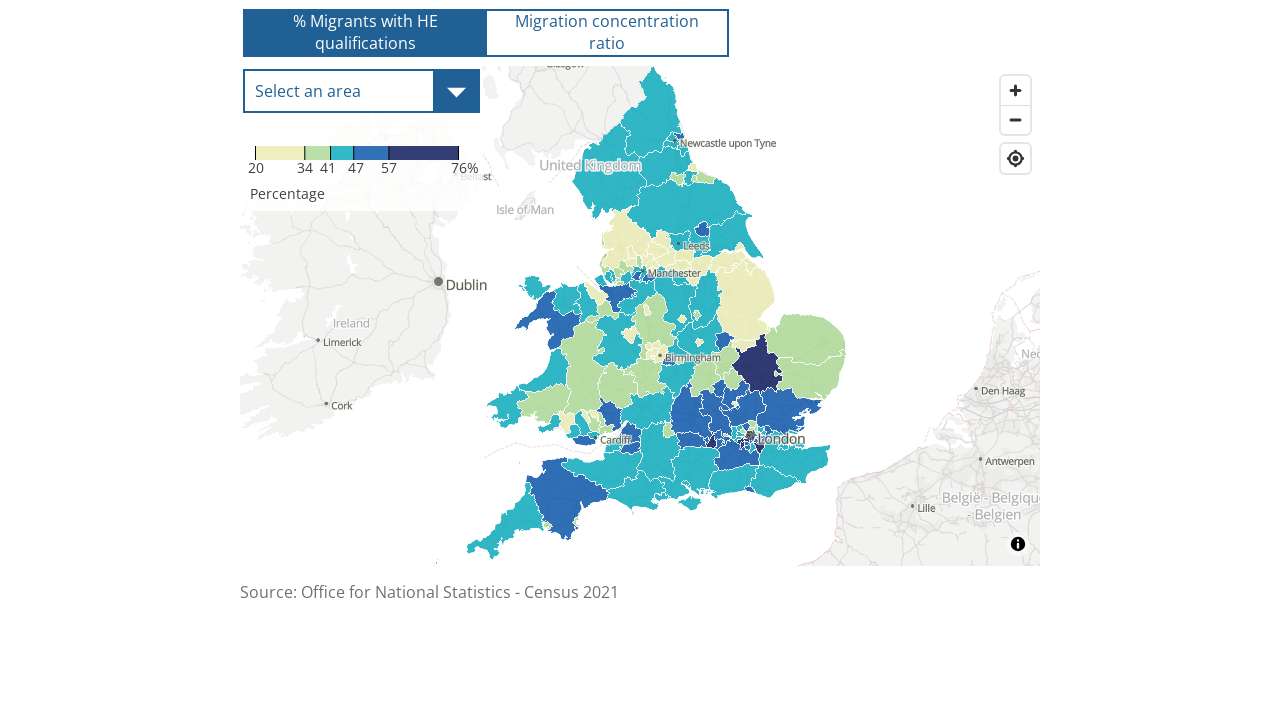 % Migrants with HE
qualifications
Migration concentration
ratio
Select an area
20 34 41 47 57 76%
Percentage
Glasgow
Newcastle upon Tyne
United Kingdom
Belfast
Isle of Man
Leeds
Manchester
Dublin
Ireland
Limerick
Birmingham
Cork
Cardiff
London
Den Haag
Antwerpen
België - Belgique
- Belgien
Lille
Source: Office for National Statistics - Census 2021